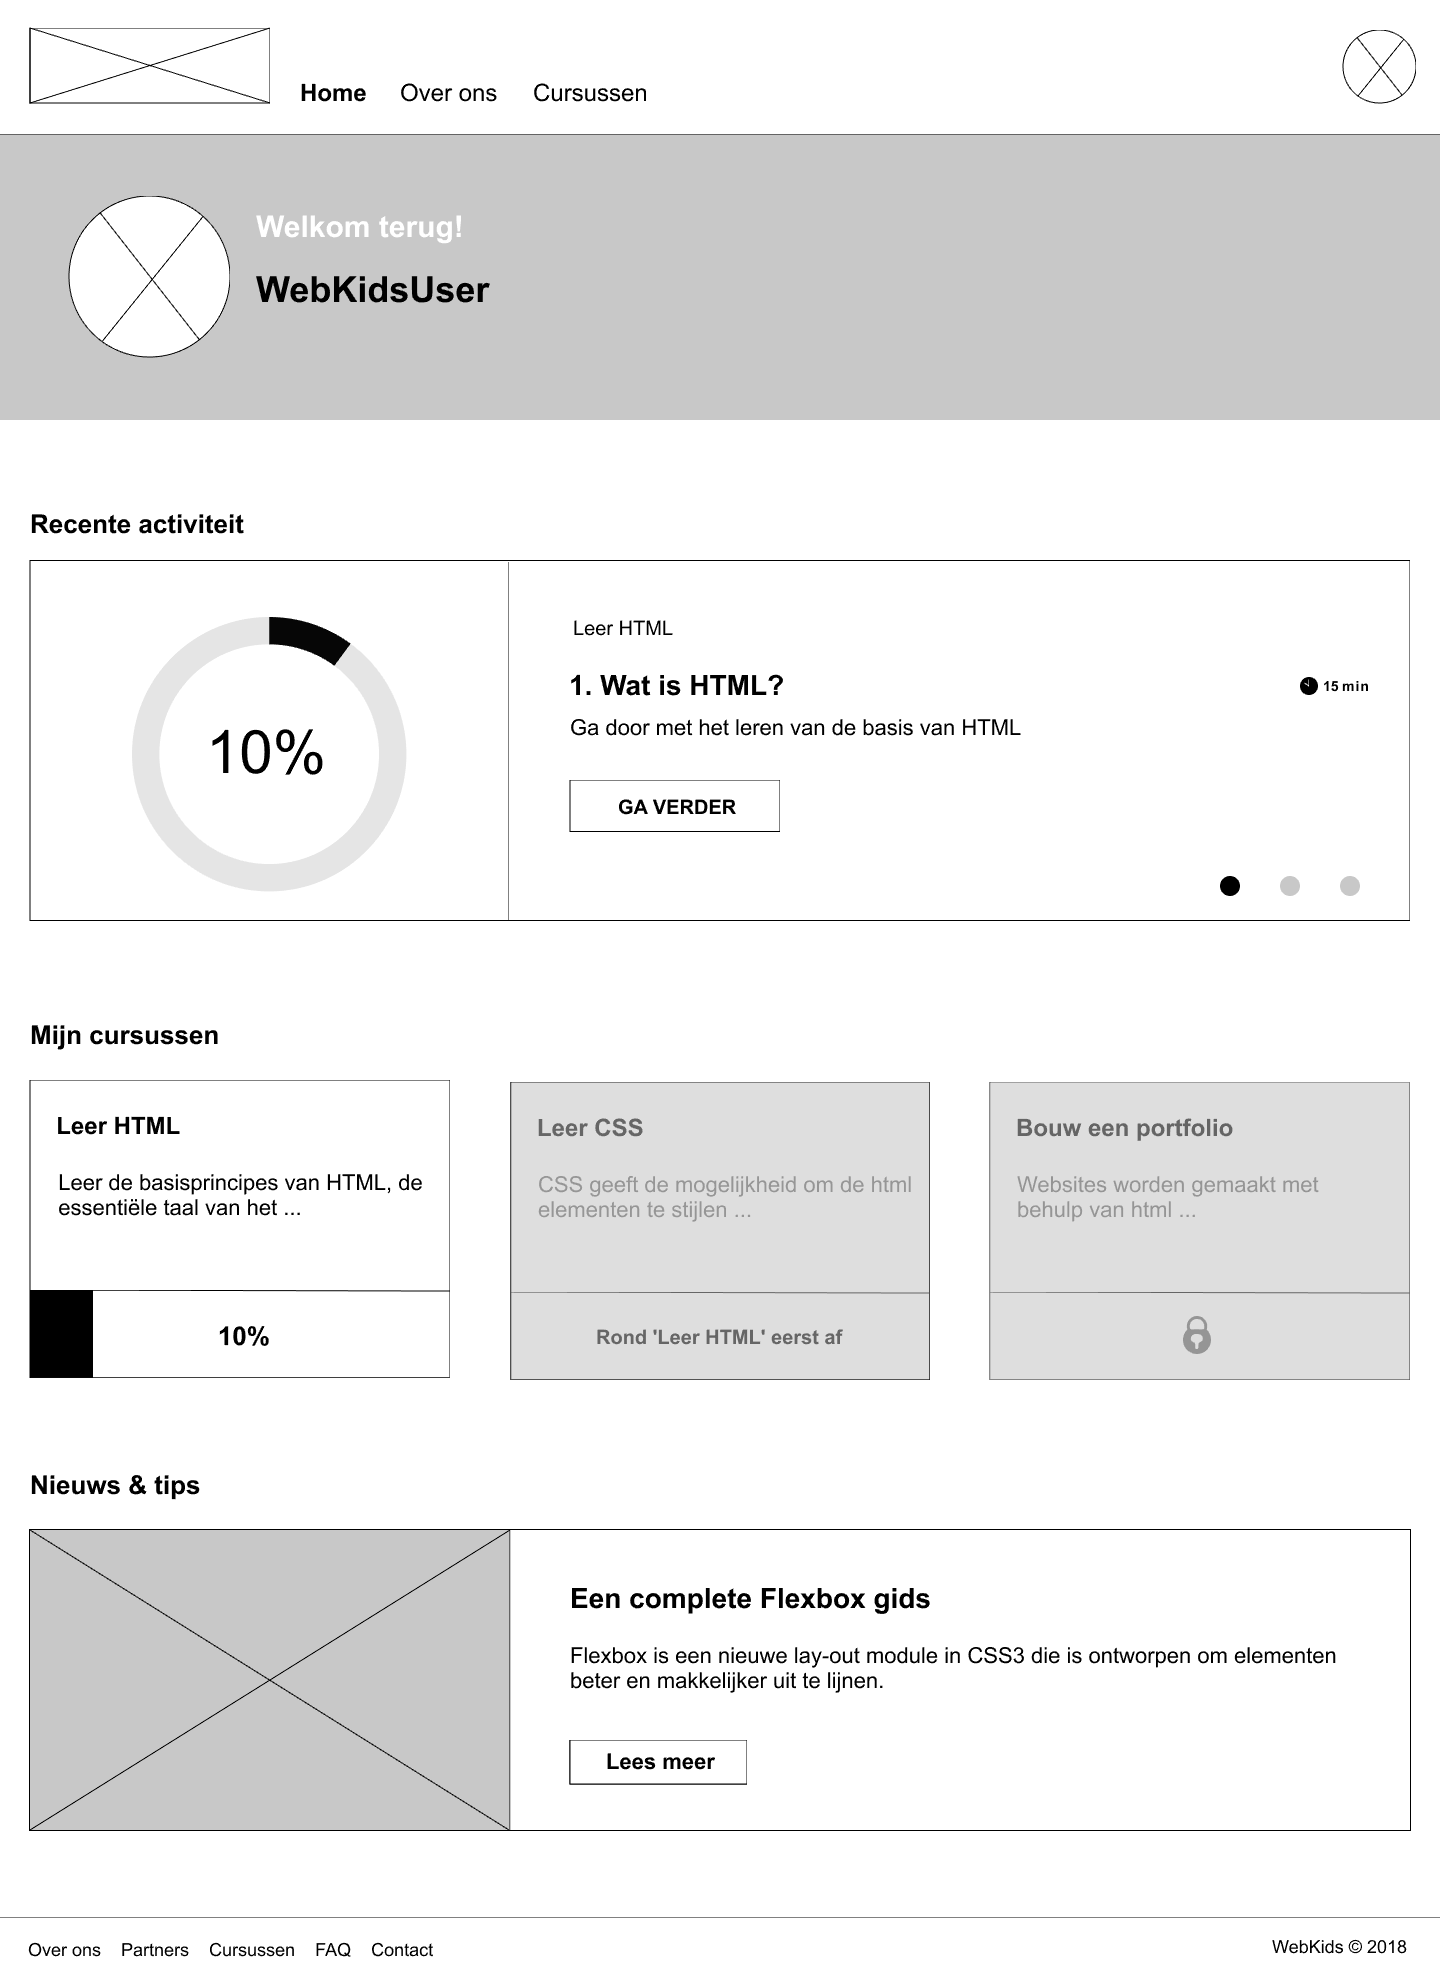 Home Over ons Cursussen
Welkom terug!
WebKidsUser
Recente activiteit
10%
Leer HTML
1. Wat is HTML?
15 min
Ga door met het leren van de basis van HTML
GA VERDER
Mijn cursussen
Leer HTML
Leer de basisprincipes van HTML, de
essentiële taal van het ...
10%
Leer CSS
CSS geeft de mogelijkheid om de html
elementen te stijlen ...
Rond 'Leer HTML' eerst af
Bouw een portfolio
Websites worden gemaakt met
behulp van html ...
Nieuws & tips
Een complete Flexbox gids
Flexbox is een nieuwe lay-out module in CSS3 die is ontworpen om elementen
beter en makkelijker uit te lijnen.
Lees meer
Over ons Partners Cursussen FAQ Contact
WebKids © 2018